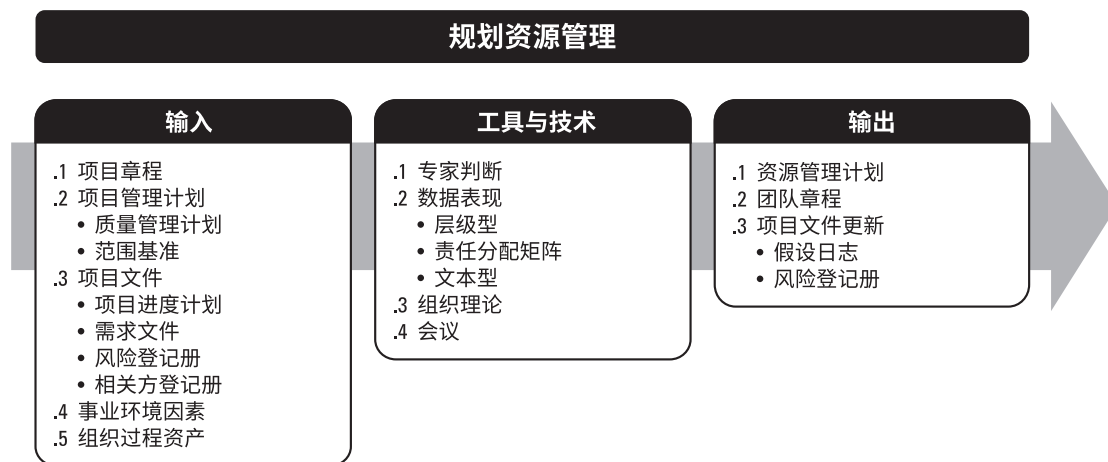 规划资源管理
输入
.1 项目章程
.2 项目管理计划
• 质量管理计划
• 范围基准
.3 项目文件
• 项目进度计划
• 需求文件
• 风险登记册
• 相关方登记册
.4 事业环境因素
.5 组织过程资产
工具与技术
.1 专家判断
.2 数据表现
• 层级型
• 责任分配矩阵
• 文本型
.3 组织理论
.4 会议
输出
.1 资源管理计划
.2 团队章程
.3 项目文件更新
• 假设日志
• 风险登记册